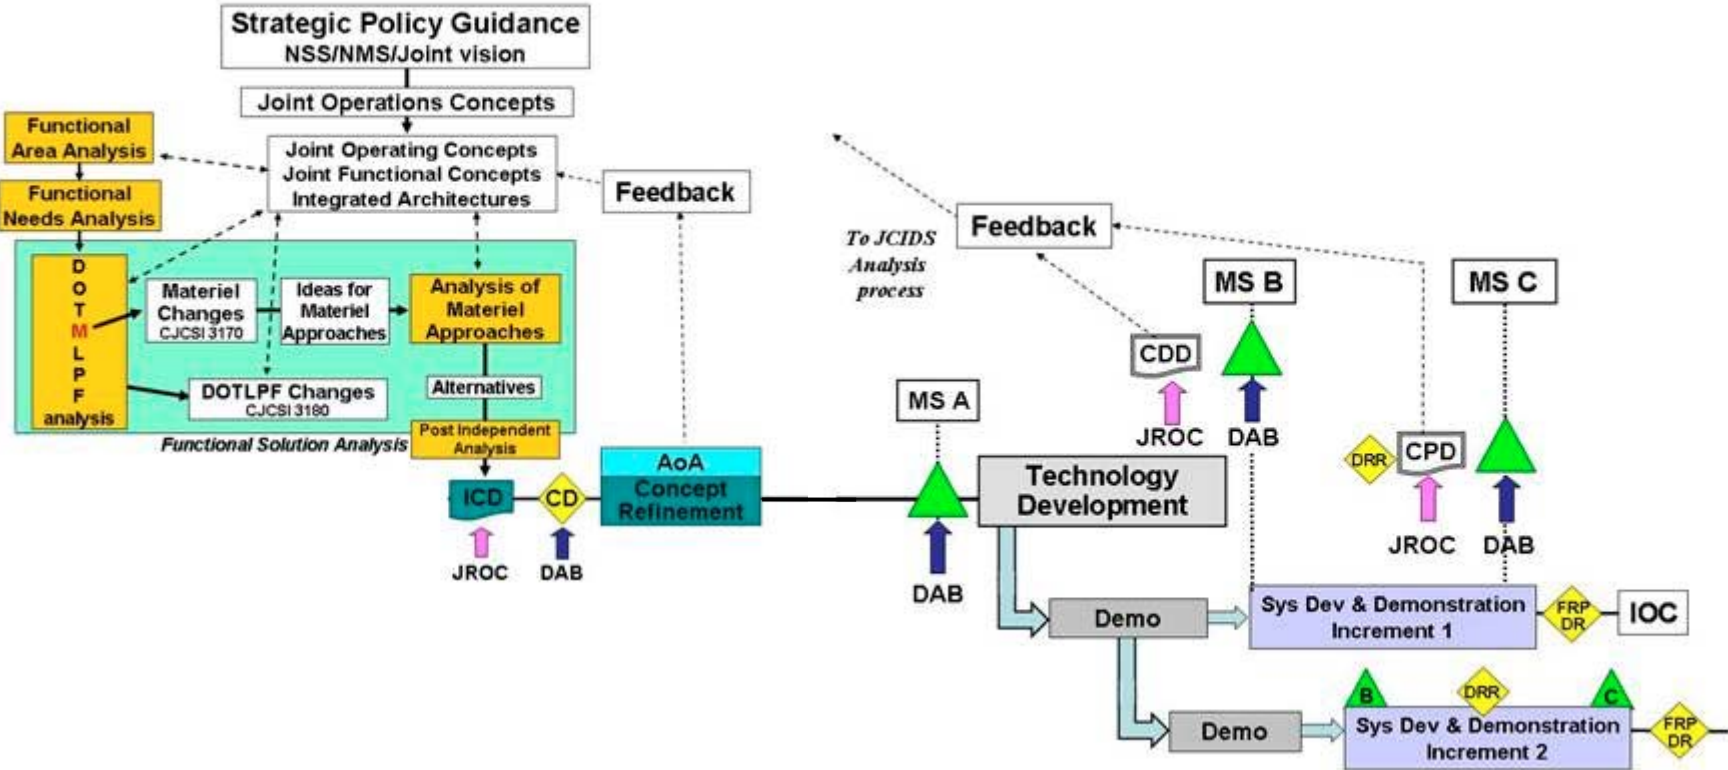 Strategic Policy Guidance
NSS/NMS/Joint vision
Joint Operations Concepts
Functional
Area Analysis
Joint Operating Concepts
Joint Functional Concepts
Integrated Architectures
Feedback
Functional
Needs Analysis
D
O
T
M
L
P
F
analysis
Materiel
Changes
CJCSI 3170
Ideas for
Materiel
Approaches
Analysis of
Materiel
Approaches
DOTLPF Changes
CJCSI 3180
Alternatives
Functional Solution Analysis
Post Independent
Analysis
ICD
CD
AoA
Concept
Refinement
JROC
DAB
Feedback
To JCIDS
Analysis
process
MS A
DAB
Technology
Development
CDD
JROC
MS B
DAB
DRR
CPD
JROC
MS C
DAB
Demo
Sys Dev & Demonstration
Increment 1
FRP
DR
IOC
Demo
B
DRR
C
Sys Dev & Demonstration
Increment 2
FRP
DR